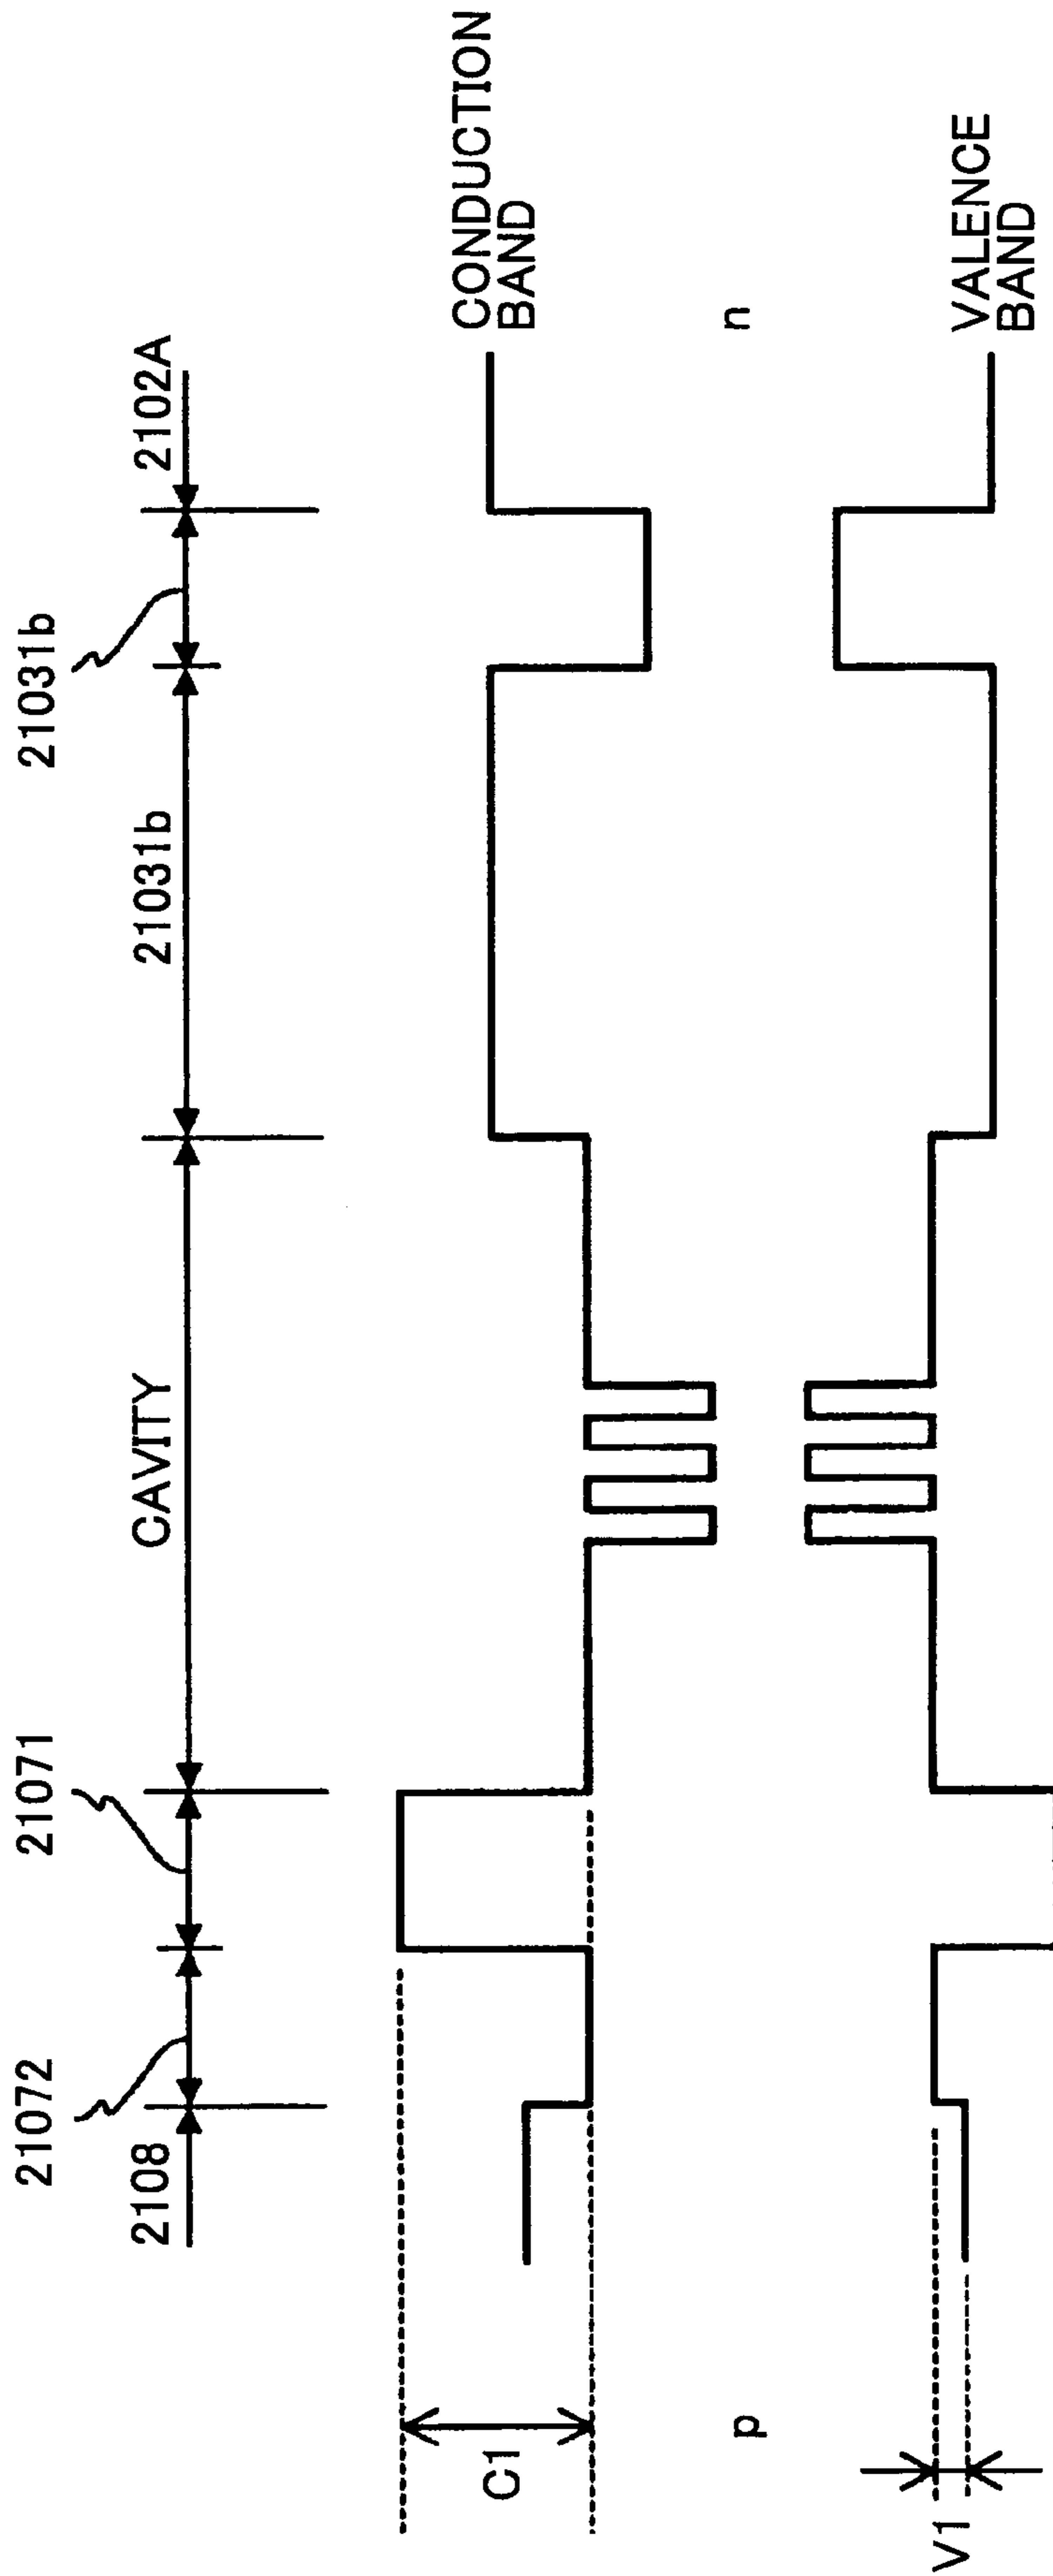 21072
21071
21031b
2108
CAVITY
21031b
2102A
C1
CONDUCTION
BAND
p
n
V1
VALENCE
BAND